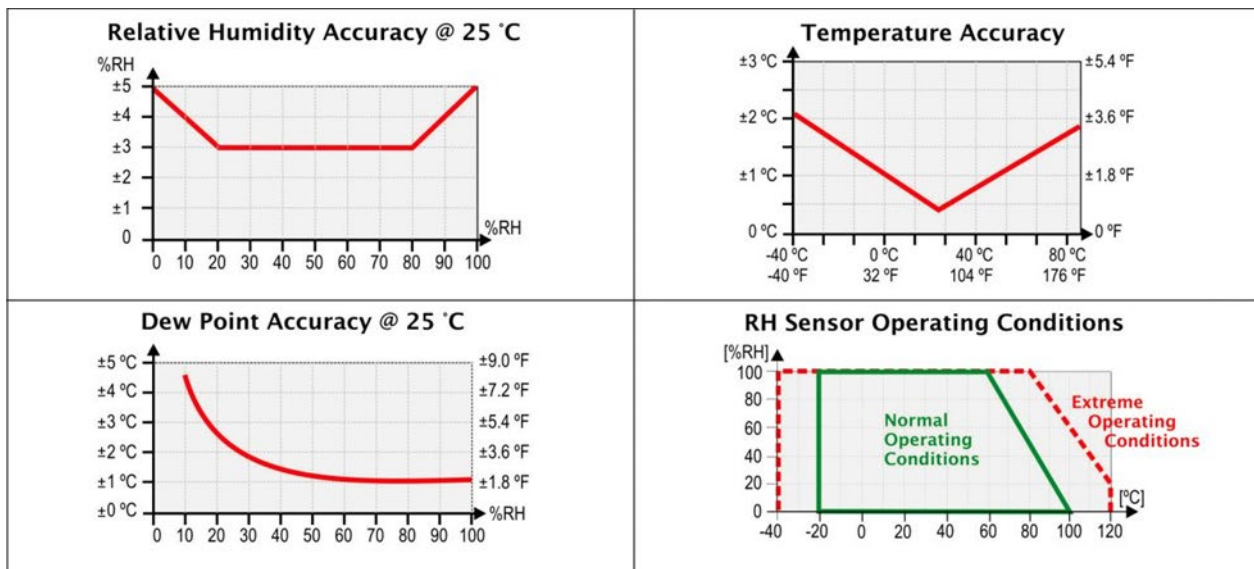 Relative Humidity Accuracy @ 25 °C
%RH
±5
±4
±3
±2
±1
0
%RH
0 10 20 30 40 50 60 70 80 90 100
Temperature Accuracy
±3 ºC ±5.4 ºF
±2 ºC ±3.6 ºF
±1 ºC ±1.8 ºF
0 ºC 0 ºF
-40 ºC 0 ºC 40 ºC 80 ºC
-40 ºF 32 ºF 104 ºF 176 ºF
Dew Point Accuracy @ 25 °C
±5 ºC ±9.0 ºF
±4 ºC ±7.2 ºF
±3 ºC ±5.4 ºF
±2 ºC ±3.6 ºF
±1 ºC ±1.8 ºF
±0 ºC
%RH
0 10 20 30 40 50 60 70 80 90 100
RH Sensor Operating Conditions
[%RH]
100
80
60
40
20
0
Normal
Operating
Conditions
Extreme
Operating
Conditions
[ºC]
-40 -20 0 20 40 60 80 100 120